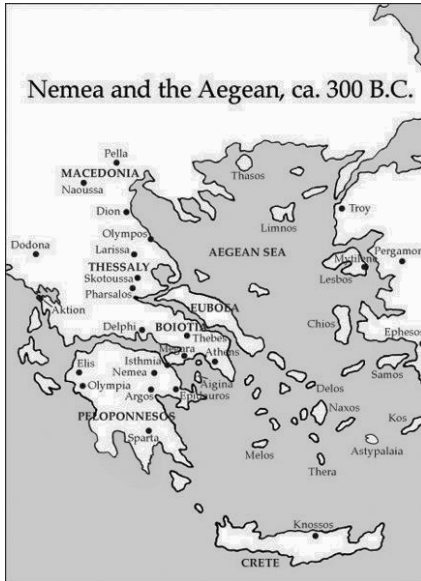 Nemea and the Aegean, ca. 300 B.C.
Pella
MACEDONIA
Naoussa
Thasos
Dion
Troy
Limnos
Olympos
Dodona
Larissa
AEGEAN SEA
Pergamon
Mytilene
THESSALY
Skotoussa
Lesbos
Pharsalos
EUBOEA
Aktion
Chios
Delphi
BOIOTIA
Thebes
Ephesos
Megara
Athens
Isthmia
Elis
Nemea
Samos
Olympia
Aigina
Delos
Argos
Epidauros
Naxos
PELOPONNESOS
Kos
Sparta
Melos
Astypalaia
Thera
Knossos
CRETE